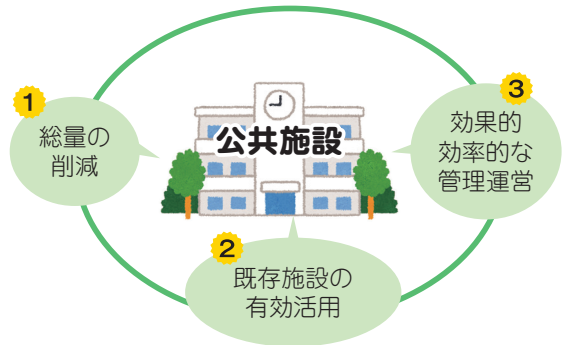 公共施設
1
総量の
削減
2
既存施設の
有効活用
3
効果的
効率的な
管理運営